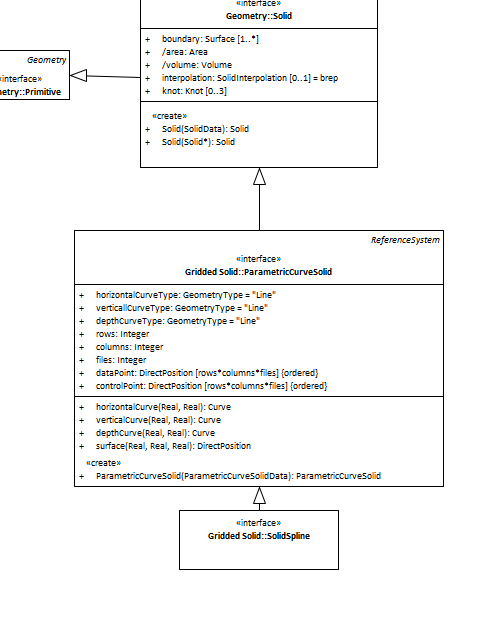 «interface»
Geometry::Solid
+ boundary: Surface [1..*]
+ /area: Area
+ /volume: Volume
+ interpolation: SolidInterpolation [0..1] = brep
+ knot: Knot [0..3]
«create»
+ Solid(SolidData): Solid
+ Solid(Solid*): Solid
Geometry
«interface»
metry::Primitive
ReferenceSystem
«interface»
Gridded Solid::ParametricCurveSolid
+ horizontalCurveType: GeometryType = "Line"
+ verticallCurveType: GeometryType = "Line"
+ depthCurveType: GeometryType = "Line"
+ rows: Integer
+ columns: Integer
+ files: Integer
+ dataPoint: DirectPosition [rows*columns*files] {ordered}
+ controlPoint: DirectPosition [rows*columns*files] {ordered}
+ horizontalCurve(Real, Real): Curve
+ verticalCurve(Real, Real): Curve
+ depthCurve(Real, Real): Curve
+ surface(Real, Real, Real): DirectPosition
«create»
+ ParametricCurveSolid(ParametricCurveSolidData): ParametricCurveSolid
«interface»
Gridded Solid::SolidSpline